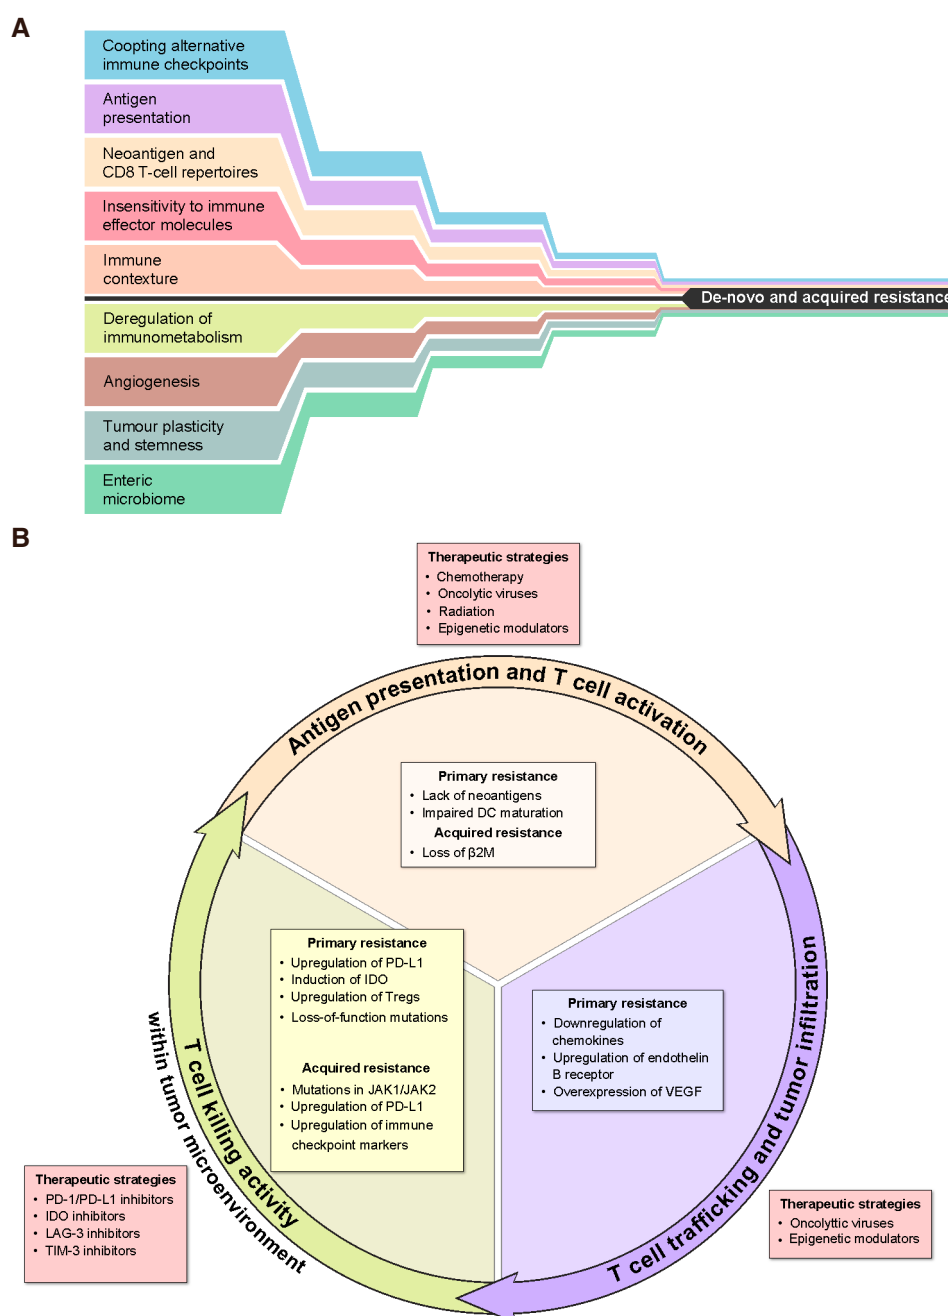 A
Coopting alternative
immune checkpoints
Antigen
presentation
Neoantigen and
CD8 T-cell repertoires
Insensitivity to immune
effector molecules
Immune
contexture
De-novo and acquired resistance
Deregulation of
immunometabolism
Angiogenesis
Tumour plasticity
and stemness
Enteric
microbiome
B
Therapeutic strategies
• Chemotherapy
• Oncolytic viruses
• Radiation
• Epigenetic modulators
Antigen presentation and T cell activation
Primary resistance
• Lack of neoantigens
• Impaired DC maturation
Acquired resistance
• Loss of β2M
Primary resistance
• Upregulation of PD-L1
• Induction of IDO
• Upregulation of Tregs
• Loss-of-function mutations
Acquired resistance
• Mutations in JAK1/JAK2
• Upregulation of PD-L1
• Upregulation of immune
checkpoint markers
Primary resistance
• Downregulation of
chemokines
• Upregulation of endothelin
B receptor
• Overexpression of VEGF
T cell trafficking and tumor infiltration
T cell killing activity
within tumor microenvironment
Therapeutic strategies
• PD-1/PD-L1 inhibitors
• IDO inhibitors
• LAG-3 inhibitors
• TIM-3 inhibitors
Therapeutic strategies
• Oncolyttic viruses
• Epigenetic modulators